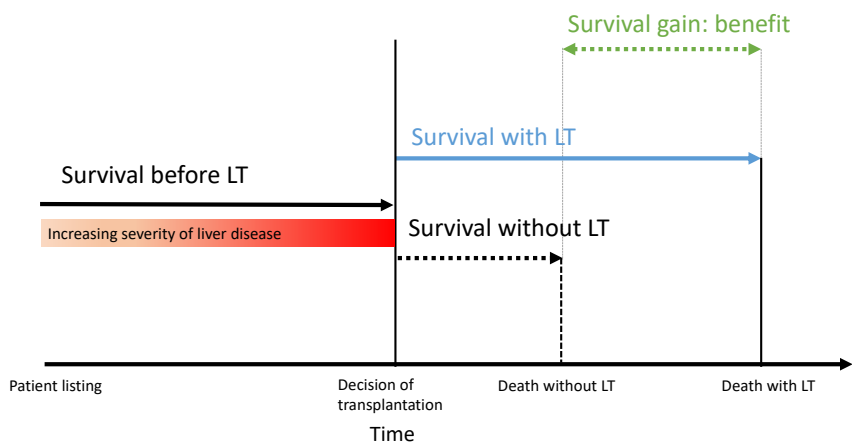 Survival gain: benefit
Survival with LT
Survival before LT
Survival without LT
Increasing severity of liver disease
Patient listing
Decision of
transplantation
Death without LT
Death with LT
Time